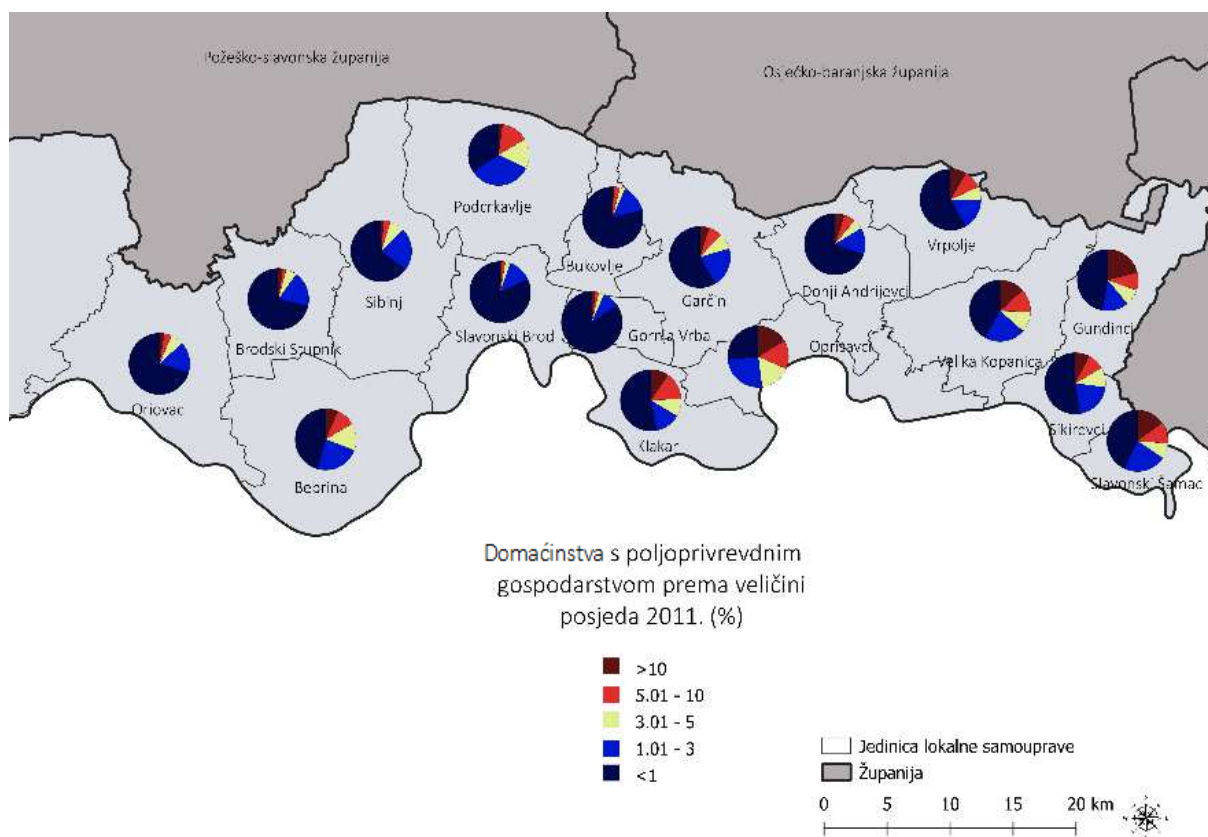 Požeško-slavonska županija
Osječko-baranjska županija
Podcrkavlje
Vrpolje
Bukovlje
Sibinj
Garčin
Donji Andrijevci
Gundinci
Brodski Stupnik
Slavonski Brod
Gornja Vrba
Oprisavci
Velika Kopanica
Oriovac
Sikirevci
Klakar
Bebrina
Slavonski Šamac
Domaćinstva s poljoprivrevdnim
gospodarstvom prema veličini
posjeda 2011. (%)
>10
5.01 - 10
3.01 - 5
1.01 - 3
<1
Jedinica lokalne samouprave
Županija
0 5 10 15 20 km